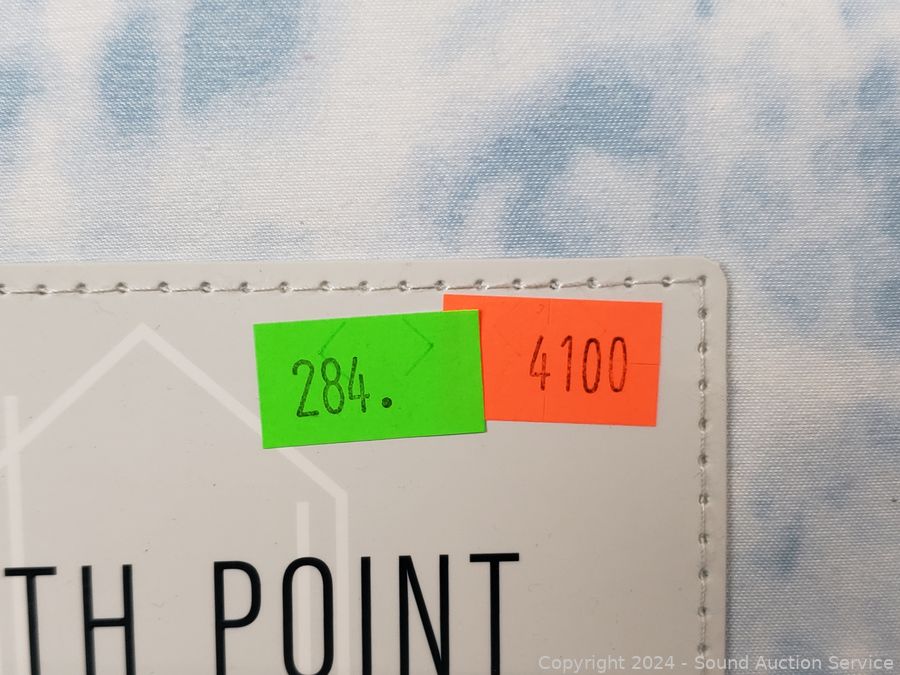 284.
4100
TH POINT
Copyright 2024 - Sound Auction Service